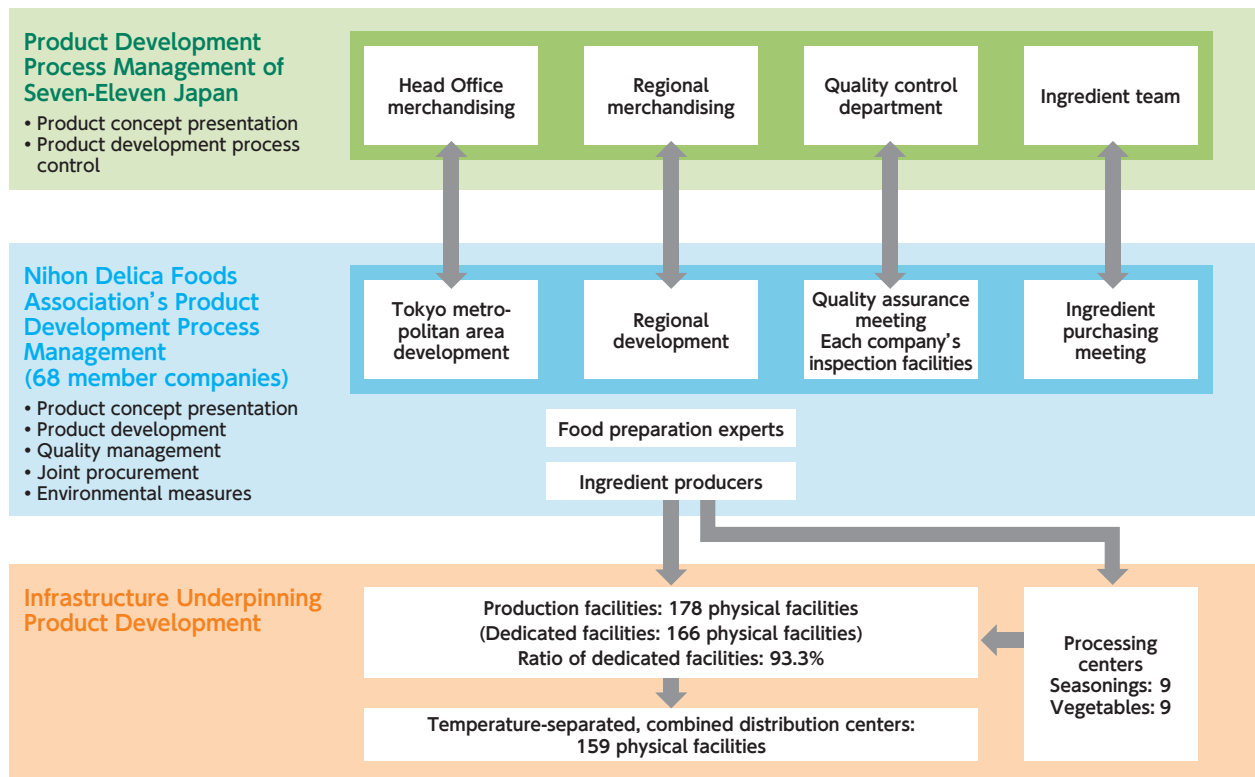 Product Development
Process Management of
Seven-Eleven Japan
• Product concept presentation
• Product development process
control
Head Office
merchandising
Regional
merchandising
Quality control
department
Ingredient team
Nihon Delica Foods
Association’s Product
Development Process
Management
(68 member companies)
• Product concept presentation
• Product development
• Quality management
• Joint procurement
• Environmental measures
Tokyo metro-
politan area
development
Regional
development
Quality assurance
meeting
Each company’s
inspection facilities
Ingredient
purchasing
meeting
Food preparation experts
Ingredient producers
Infrastructure Underpinning
Product Development
Production facilities: 178 physical facilities
(Dedicated facilities: 166 physical facilities)
Ratio of dedicated facilities: 93.3%
Processing
centers
Seasonings: 9
Vegetables: 9
Temperature-separated, combined distribution centers:
159 physical facilities